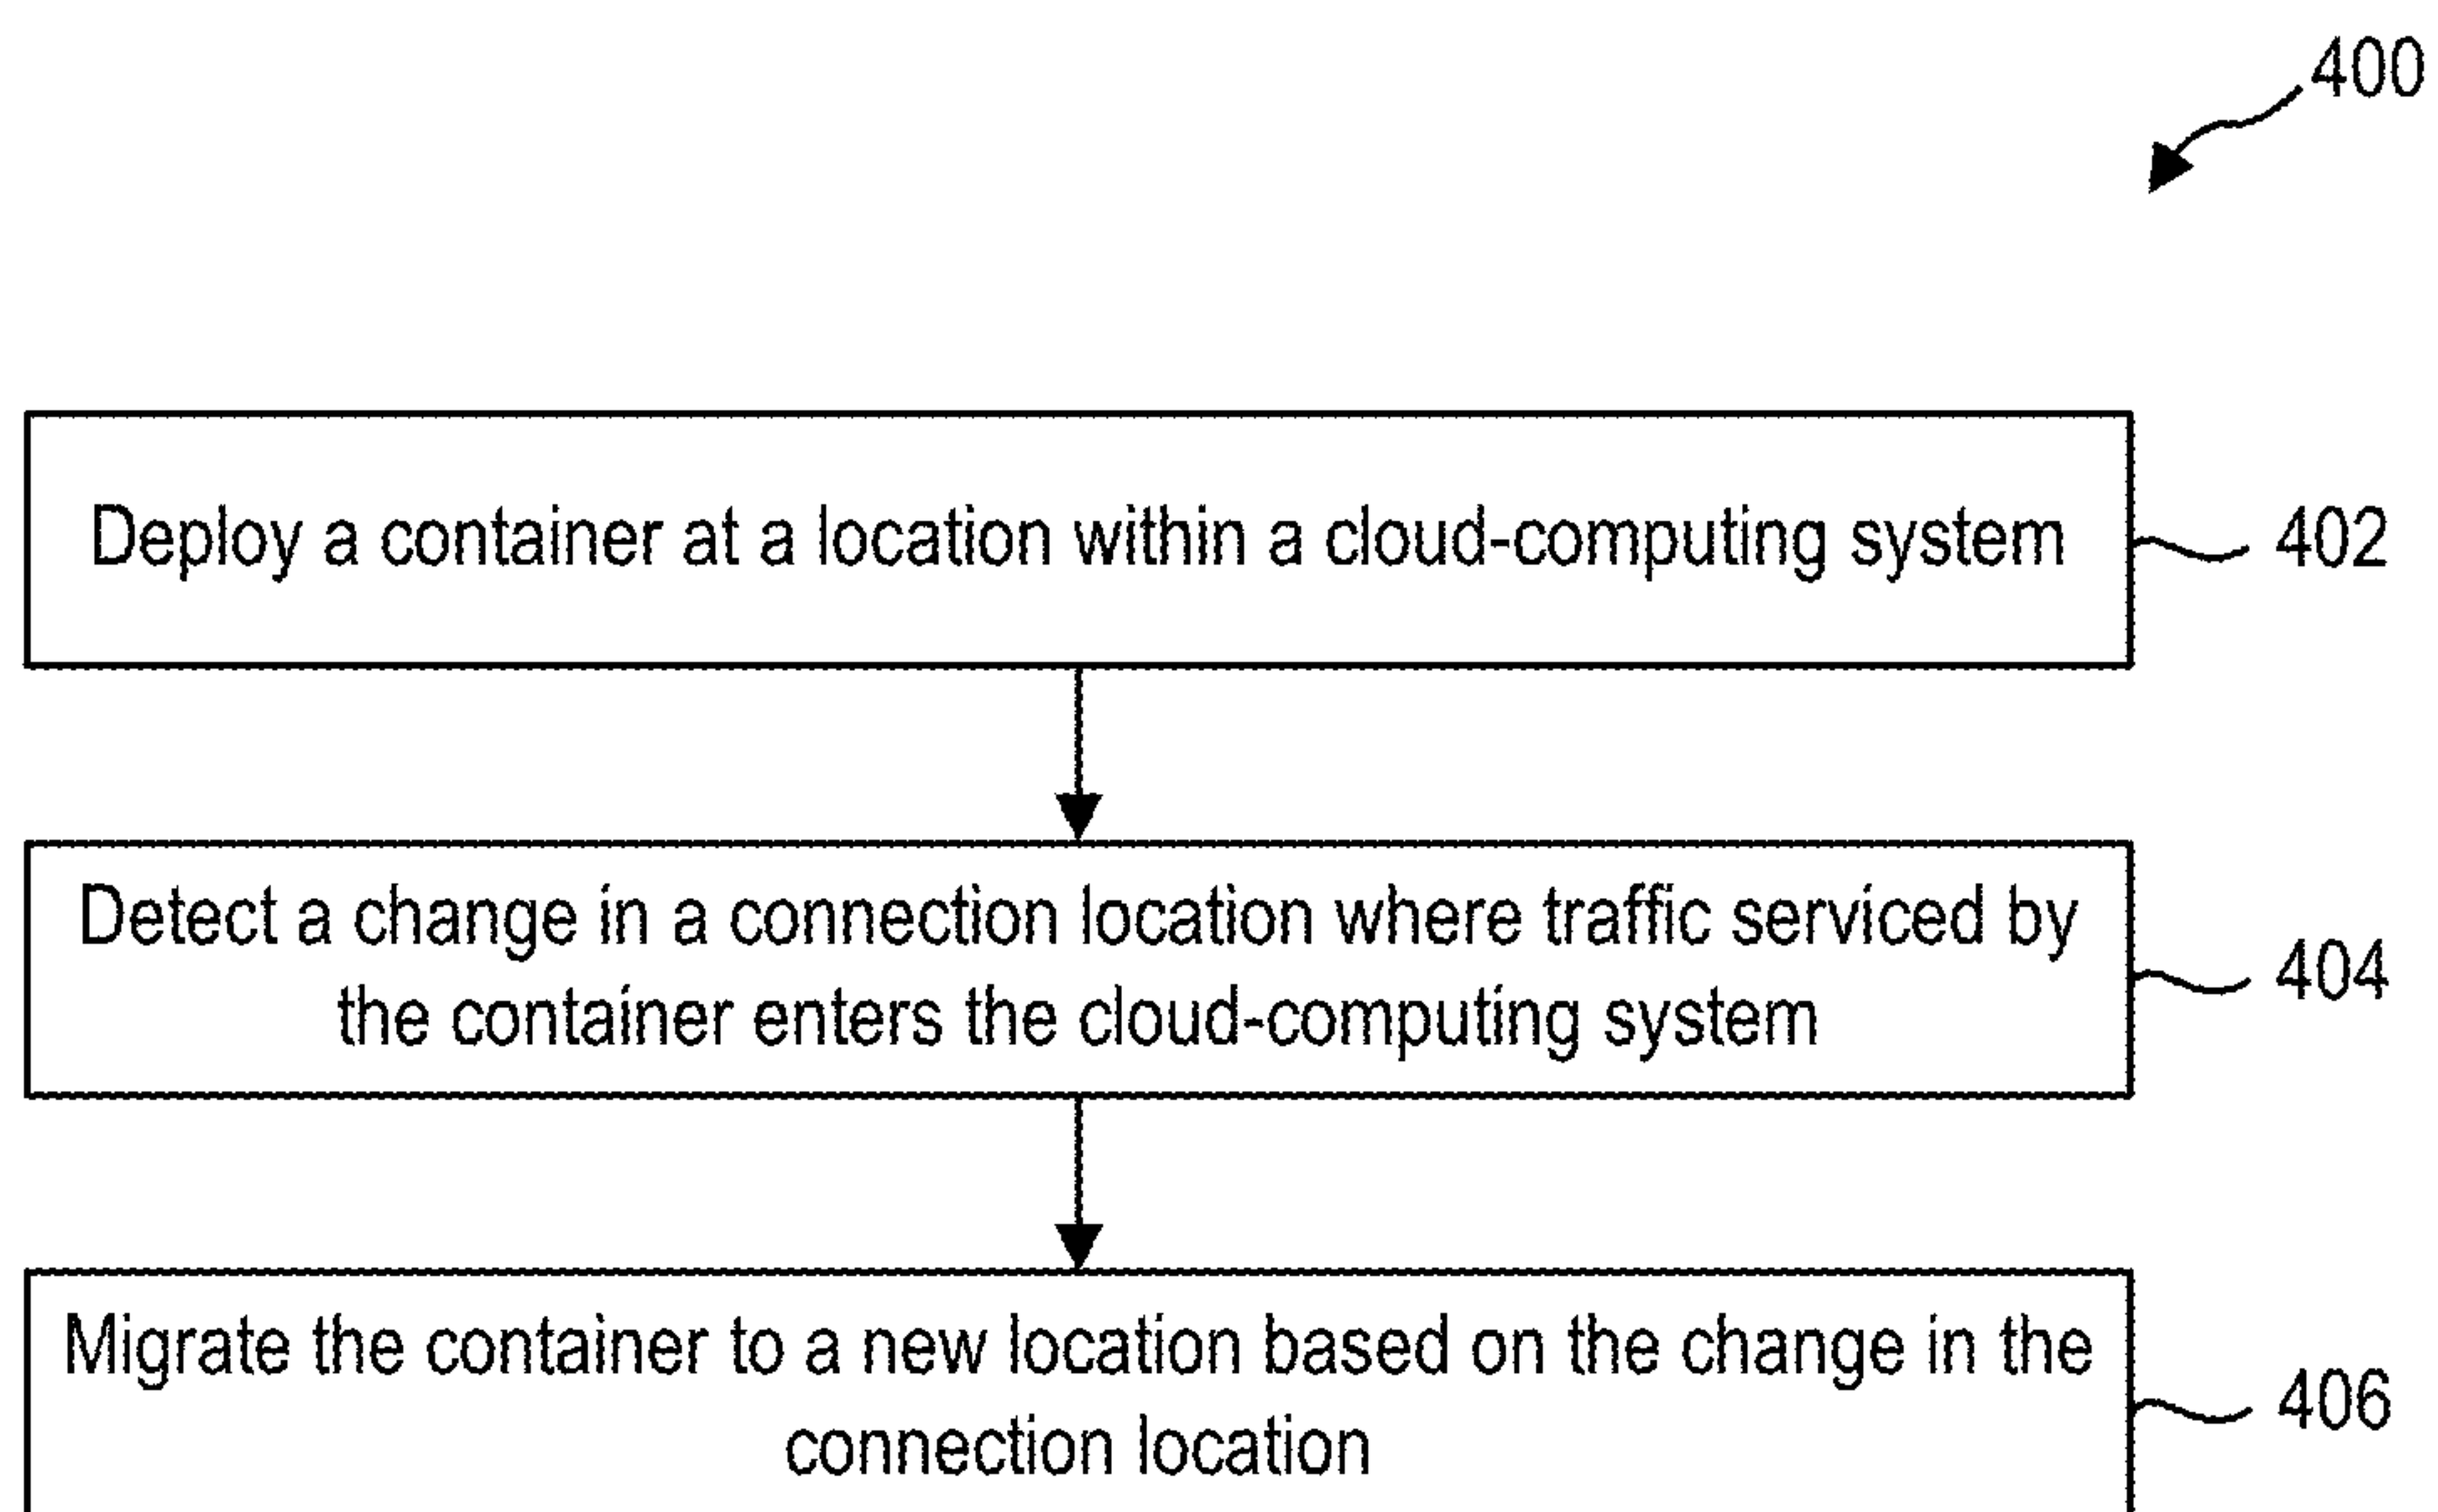 400
Deploy a container at a location within a cloud-computing system
402
Detect a change in a connection location where traffic serviced by
the container enters the cloud-computing system
404
Migrate the container to a new location based on the change in the
connection location
406